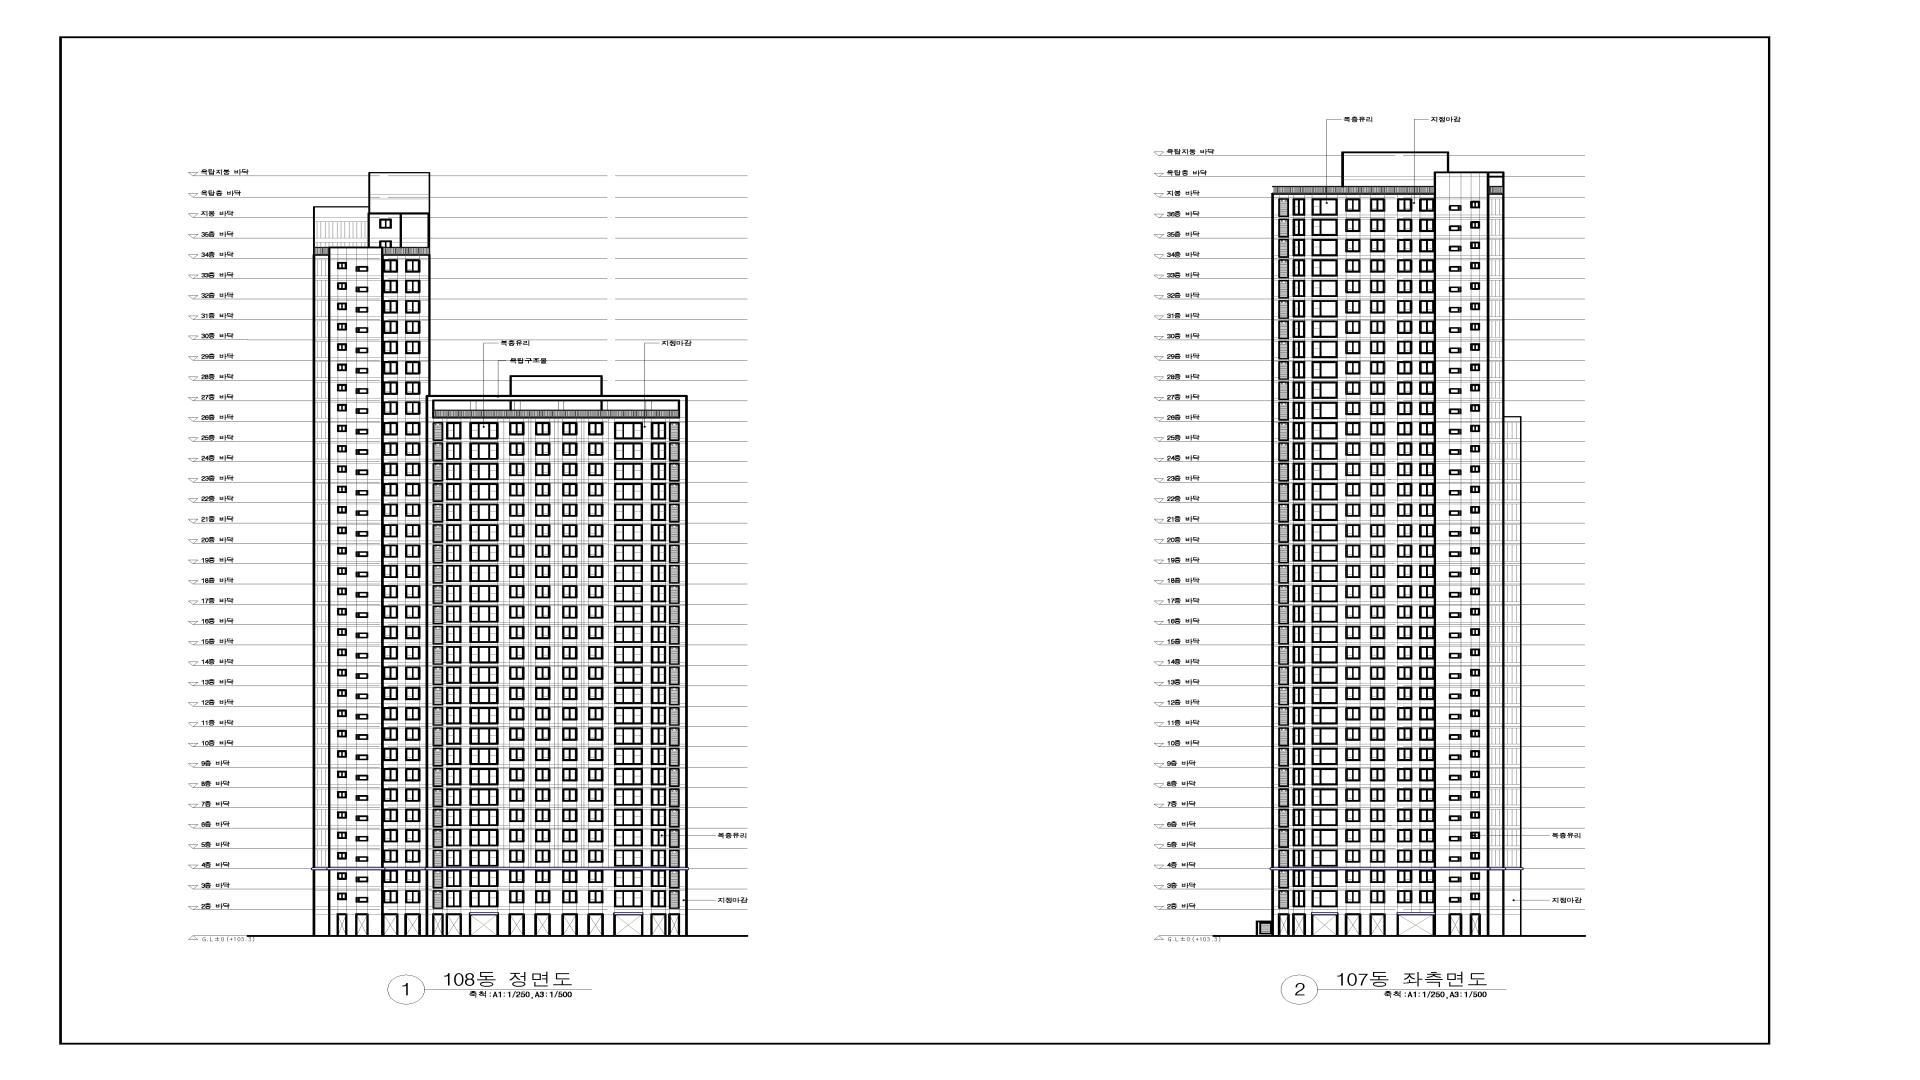 옥탑지붕 바닥
옥탑층 바닥
지붕 바닥
35층 바닥
34층 바닥
33층 바닥
32층 바닥
31층 바닥
30층 바닥
29층 바닥
28층 바닥
27층 바닥
26층 바닥
25층 바닥
24층 바닥
23층 바닥
22층 바닥
21층 바닥
20층 바닥
19층 바닥
18층 바닥
17층 바닥
16층 바닥
15층 바닥
14층 바닥
13층 바닥
12층 바닥
11층 바닥
10층 바닥
9층 바닥
8층 바닥
7층 바닥
6층 바닥
5층 바닥
4층 바닥
3층 바닥
2층 바닥
G.L±0(+103.3)
복층유리
옥탑구조물
지정마감
복층유리
지정마감
1
108동 정면도
축척 :A1:1/250,A3:1/500
복층유리
지정마감
옥탑지붕 바닥
옥탑층 바닥
지붕 바닥
36층 바닥
35층 바닥
34층 바닥
33층 바닥
32층 바닥
31층 바닥
30층 바닥
29층 바닥
28층 바닥
27층 바닥
26층 바닥
25층 바닥
24층 바닥
23층 바닥
22층 바닥
21층 바닥
20층 바닥
19층 바닥
18층 바닥
17층 바닥
16층 바닥
15층 바닥
14층 바닥
13층 바닥
12층 바닥
11층 바닥
10층 바닥
9층 바닥
8층 바닥
7층 바닥
6층 바닥
5층 바닥
4층 바닥
3층 바닥
2층 바닥
G.L±0(+103.3)
복층유리
지정마감
2
107동 좌측면도
축척 :A1:1/250,A3:1/500